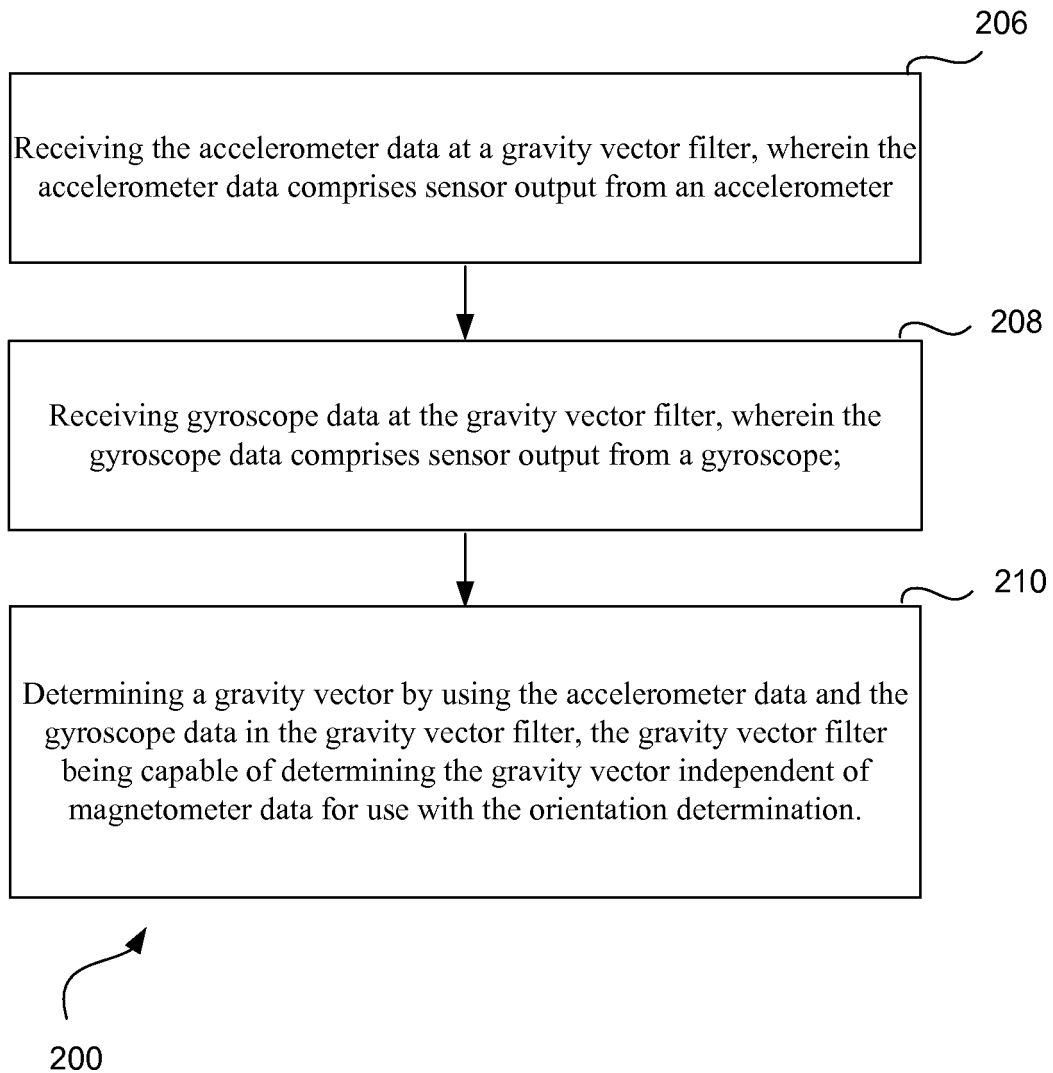 206
Receiving the accelerometer data at a gravity vector filter, wherein the
accelerometer data comprises sensor output from an accelerometer
208
Receiving gyroscope data at the gravity vector filter, wherein the
gyroscope data comprises sensor output from a gyroscope;
210
Determining a gravity vector by using the accelerometer data and the
gyroscope data in the gravity vector filter, the gravity vector filter
being capable of determining the gravity vector independent of
magnetometer data for use with the orientation determination.
200